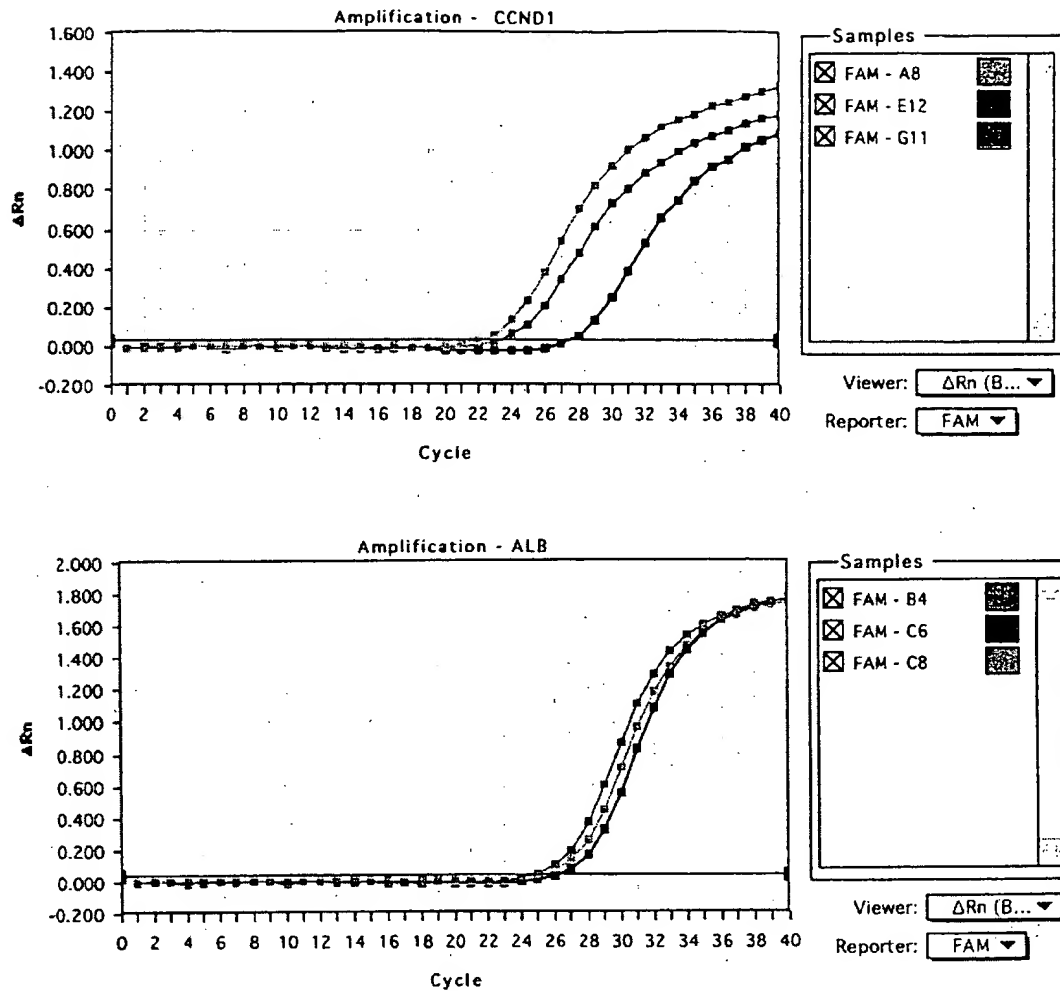 Amplification - CCND1
1.600
1.400
1.200
1.000
0.800
0.600
0.400
0.200
0.000
-0.200
ΔRn
0 2 4 6 8 10 12 14 16 18 20 22 24 26 28 30 32 34 36 38 40
Cycle
Samples
FAM - A8
FAM - E12
FAM - G11
Viewer: ΔRn (B...
Reporter: FAM
Amplification - ALB
2.000
1.800
1.600
1.400
1.200
1.000
0.800
0.600
0.400
0.200
0.000
-0.200
ΔRn
0 2 4 6 8 10 12 14 16 18 20 22 24 26 28 30 32 34 36 38 40
Cycle
Samples
FAM - B4
FAM - C6
FAM - C8
Viewer: ΔRn (B...
Reporter: FAM